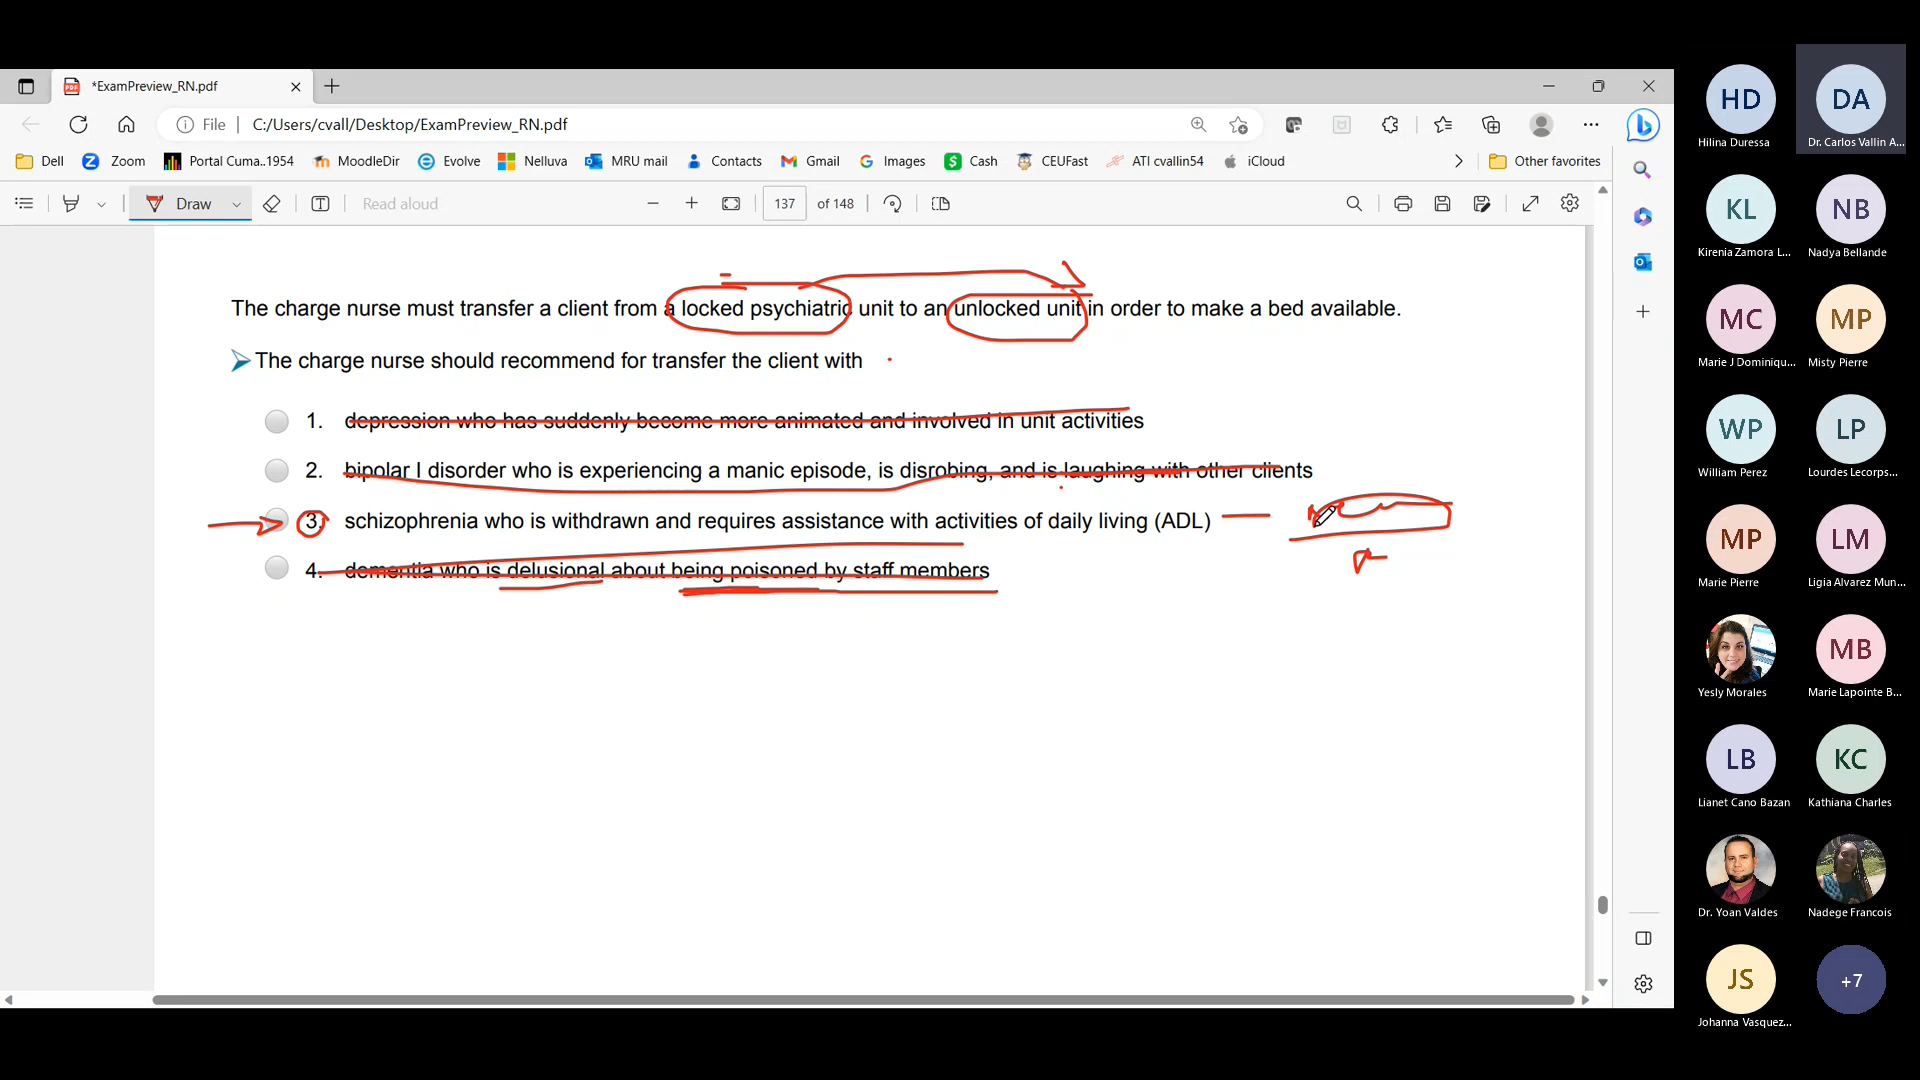 *ExamPreview_RN.pdf
File
C:/Users/cvall/Desktop/ExamPreview_RN.pdf
Dell
Zoom
Portal Cuma..1954
MoodleDir
Evolve
Nelluva
MRU mail
Contacts
Gmail
Images
Cash
CEUFast
ATI cvallin54
iCloud
Other favorites
Draw
Read aloud
137 of 148
The charge nurse must transfer a client from a locked psychiatric unit to an unlocked unit in order to make a bed available.
The charge nurse should recommend for transfer the client with
1. depression who has suddenly become more animated and involved in unit activities
2. bipolar I disorder who is experiencing a manic episode, is disrobing, and is laughing with other clients
3. schizophrenia who is withdrawn and requires assistance with activities of daily living (ADL)
4. dementia who is delusional about being poisoned by staff members
HD
Hilina Duressa
DA
Dr. Carlos Vallin A...
KL
Kirenia Zamora L...
NB
Nadya Bellande
MC
Marie J Dominiqu...
MP
Misty Pierre
WP
William Perez
LP
Lourdes Lecorps...
MP
Marie Pierre
LM
Ligia Alvarez Mun...
Yesly Morales
MB
Marie Lapointe B...
LB
Lianet Cano Bazan
KC
Kathiana Charles
Dr. Yoan Valdes
Nadege Francois
JS
Johanna Vasquez...
+7